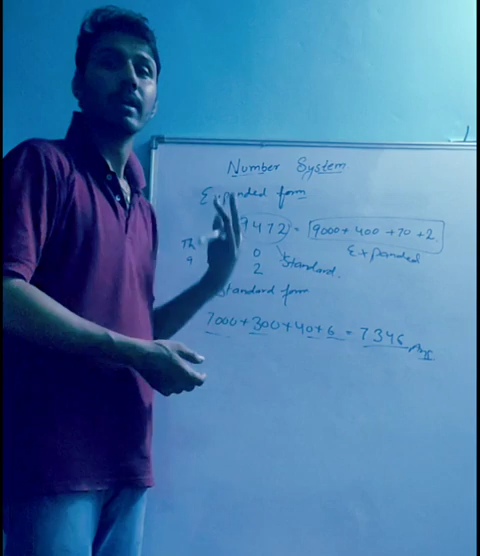 Number System
Expanded form
9472 = 9000 + 400 + 70 + 2
Th 0 Standard. Expanded
9 2
Standard form
7000 + 300 + 40 + 6 = 7346